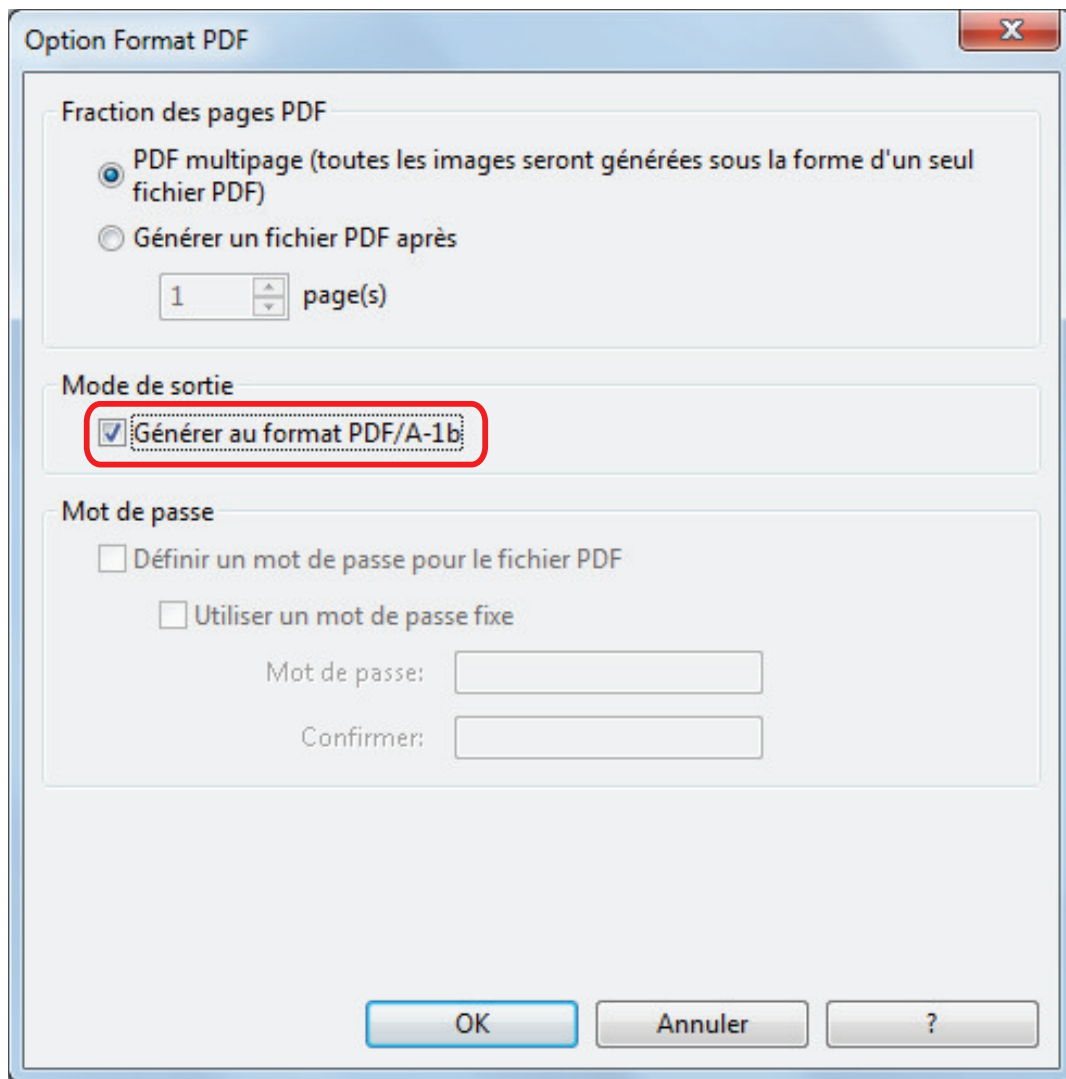 Option Format PDF
Fraction des pages PDF
PDF multipage (toutes les images seront générées sous la forme d'un seul
fichier PDF)
Générer un fichier PDF après
1 page(s)
Mode de sortie
Générer au format PDF/A-1b
Mot de passe
Définir un mot de passe pour le fichier PDF
Utiliser un mot de passe fixe
Mot de passe:
Confirmer:
OK Annuler ?